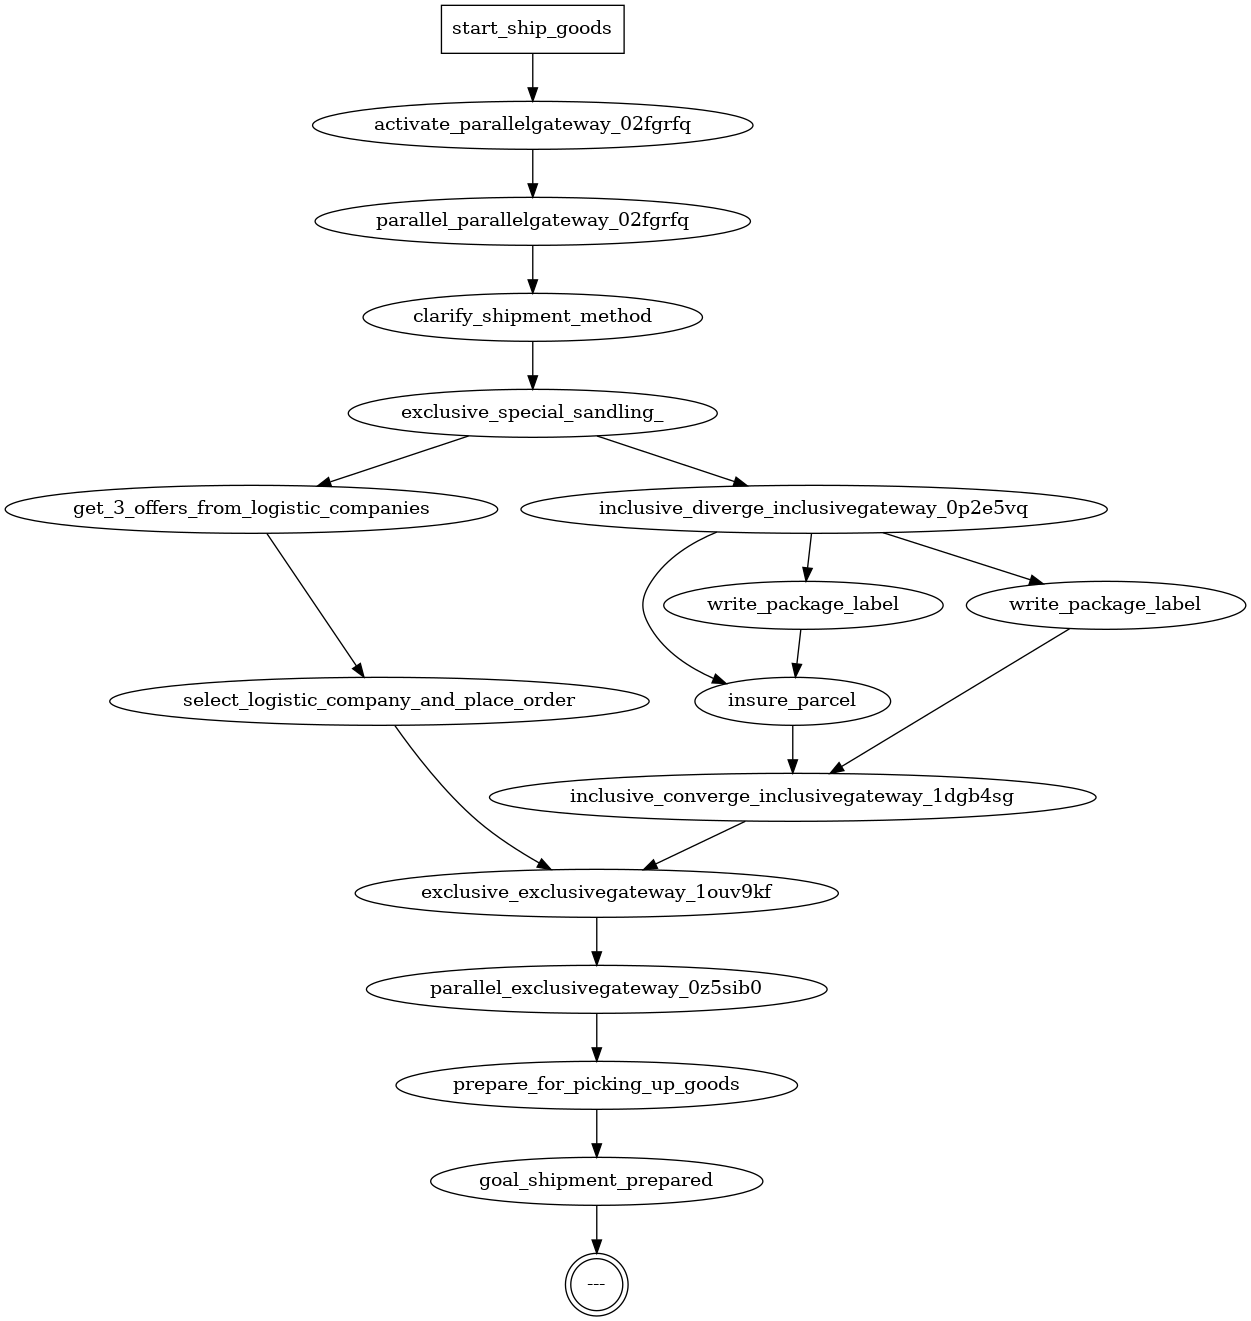 start_ship_goods
activate_parallelgateway_02fgrfq
parallel_parallelgateway_02fgrfq
clarify_shipment_method
exclusive_special_sandling_
get_3_offers_from_logistic_companies
inclusive_diverge_inclusivegateway_0p2e5vq
write_package_label
write_package_label
select_logistic_company_and_place_order
insure_parcel
inclusive_converge_inclusivegateway_1dgb4sg
exclusive_exclusivegateway_1ouv9kf
parallel_exclusivegateway_0z5sib0
prepare_for_picking_up_goods
goal_shipment_prepared
---